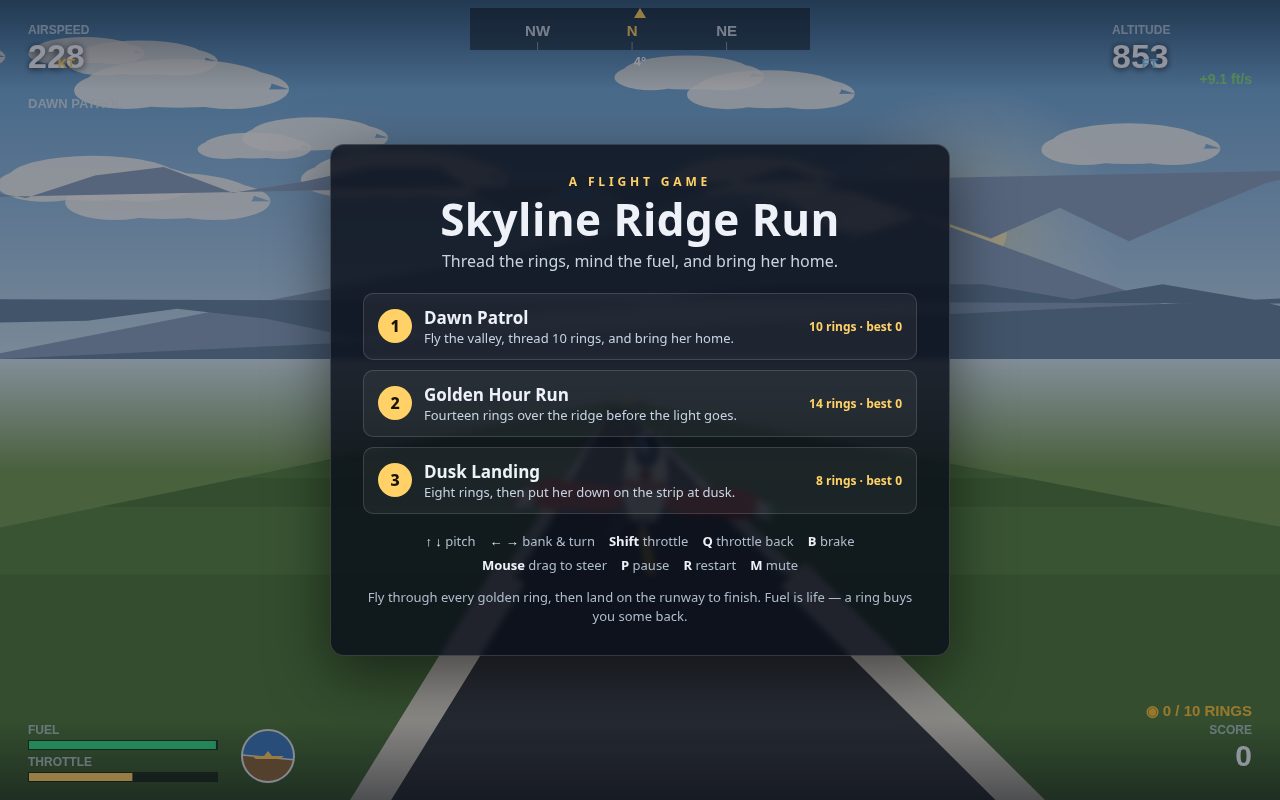 AIRSPEED
228
DAWN PATROL
NW N NE
4°
ALTITUDE
853
+9.1 ft/s
A FLIGHT GAME
Skyline Ridge Run
Thread the rings, mind the fuel, and bring her home.
1 Dawn Patrol
Fly the valley, thread 10 rings, and bring her home.
10 rings · best 0
2 Golden Hour Run
Fourteen rings over the ridge before the light goes.
14 rings · best 0
3 Dusk Landing
Eight rings, then put her down on the strip at dusk.
8 rings · best 0
↑ ↓ pitch ← → bank & turn Shift throttle Q throttle back B brake
Mouse drag to steer P pause R restart M mute
Fly through every golden ring, then land on the runway to finish. Fuel is life — a ring buys
you some back.
FUEL
THROTTLE
◉ 0 / 10 RINGS
SCORE
0